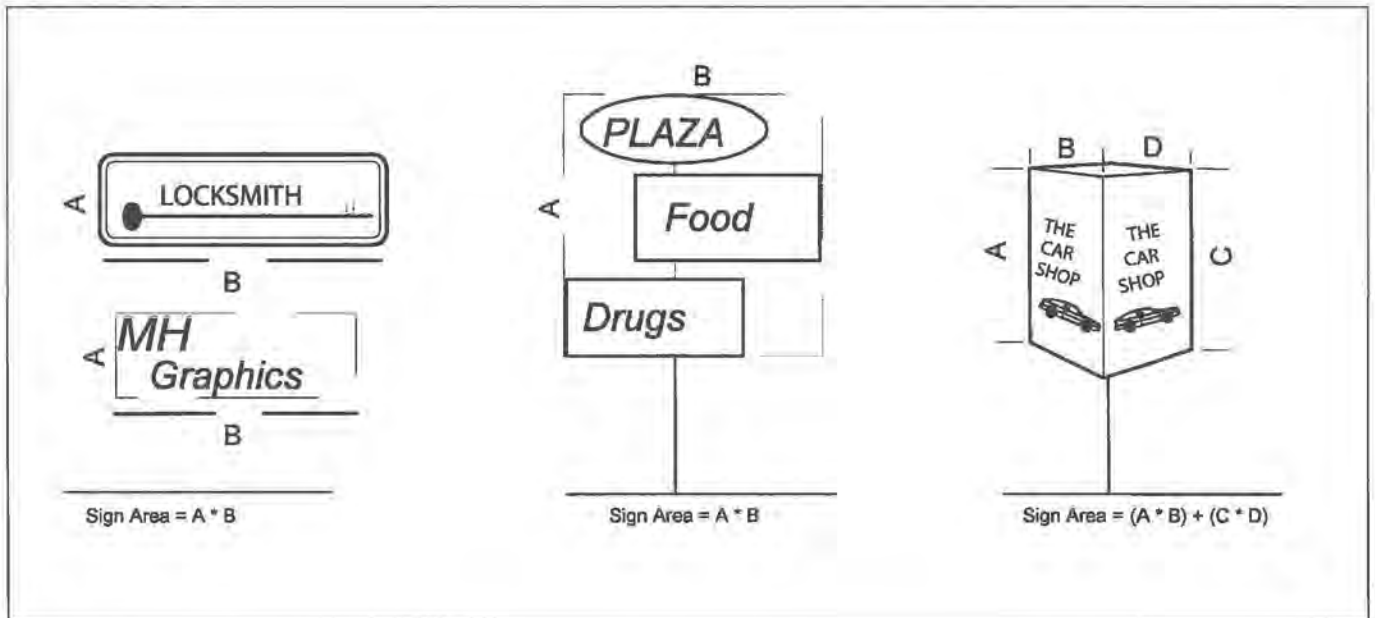 A
LOCKSMITH
B
A
MH
Graphics
B
Sign Area = A * B
B
A
PLAZA
Food
Drugs
Sign Area = A * B
B D
A
THE
CAR
SHOP
THE
CAR
SHOP
C
Sign Area = (A * B) + (C * D)